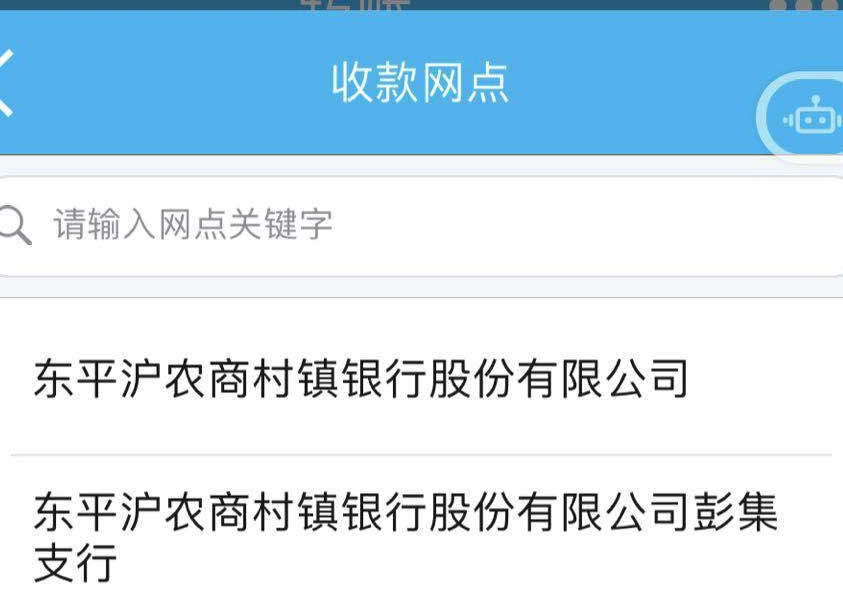 收款网点
请输入网点关键字
东平沪农商村镇银行股份有限公司
东平沪农商村镇银行股份有限公司彭集
支行